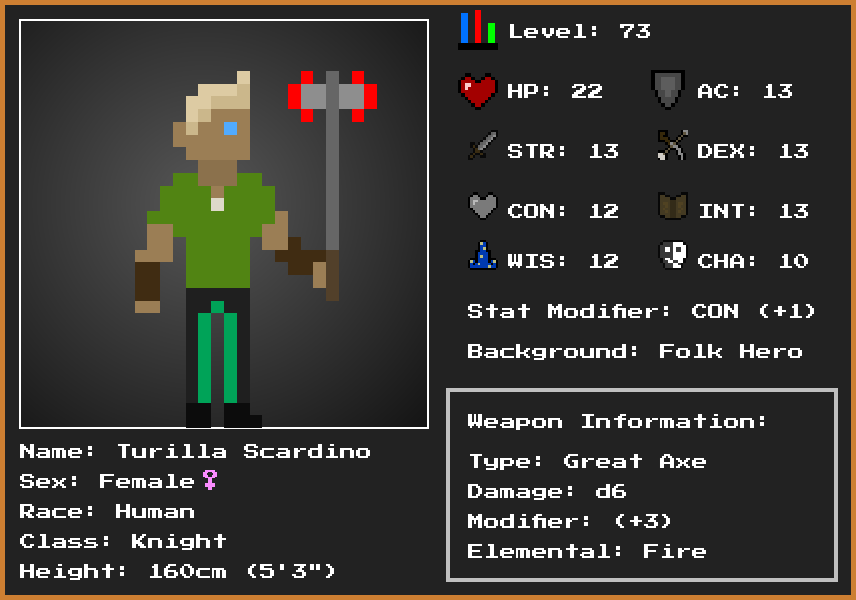 Level: 73
HP: 22 AC: 13
STR: 13 DEX: 13
CON: 12 INT: 13
WIS: 12 CHA: 10
Stat Modifier: CON (+1)
Background: Folk Hero
Weapon Information:
Type: Great Axe
Damage: d6
Modifier: (+3)
Elemental: Fire
Name: Turilla Scardino
Sex: Female♀
Race: Human
Class: Knight
Height: 160cm (5'3")